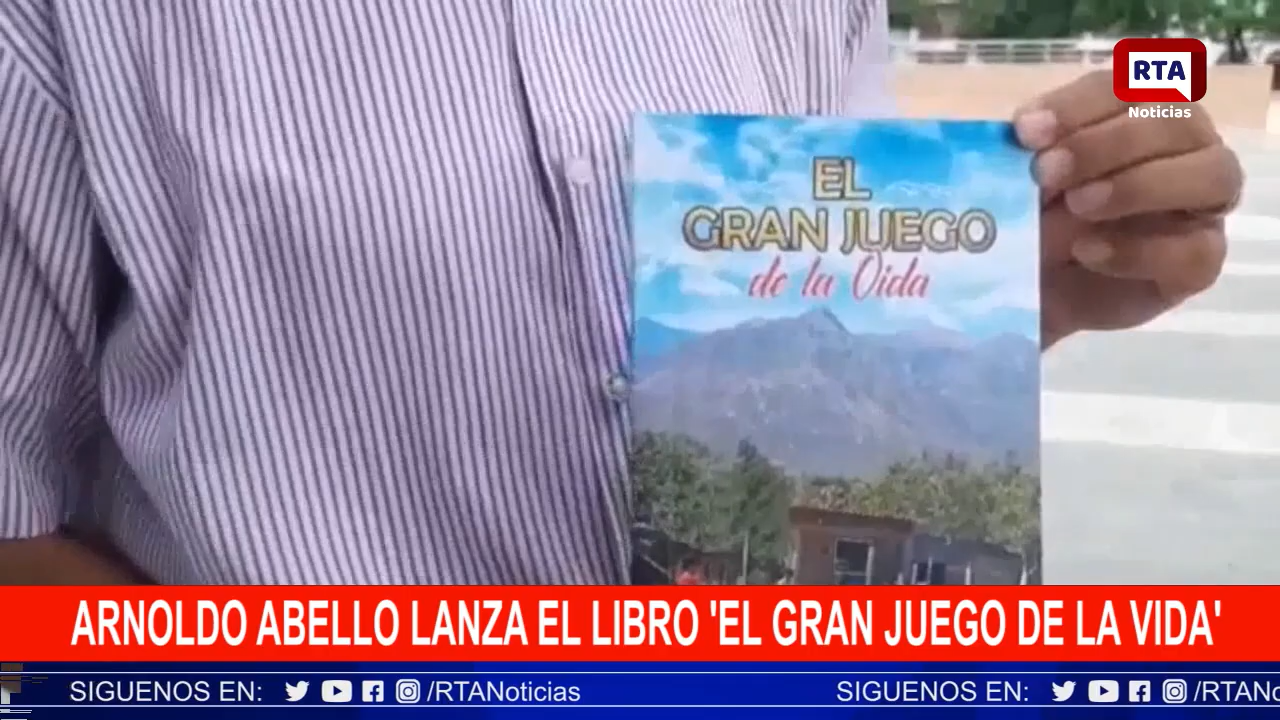 RTA
Noticias
EL
GRAN JUEGO
de la Vida
ARNOLDO ABELLO LANZA EL LIBRO 'EL GRAN JUEGO DE LA VIDA'
SIGUENOS EN: /RTANoticias SIGUENOS EN: /RTANo